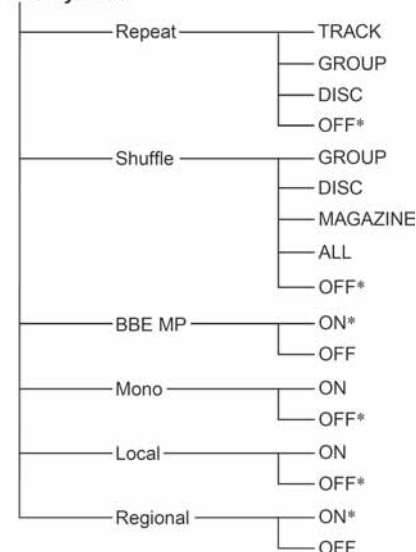 Repeat TRACK
GROUP
DISC
OFF*
Shuffle GROUP
DISC
MAGAZINE
ALL
OFF*
BBE MP ON*
OFF
Mono ON
OFF*
Local ON
OFF*
Regional ON*
OFF